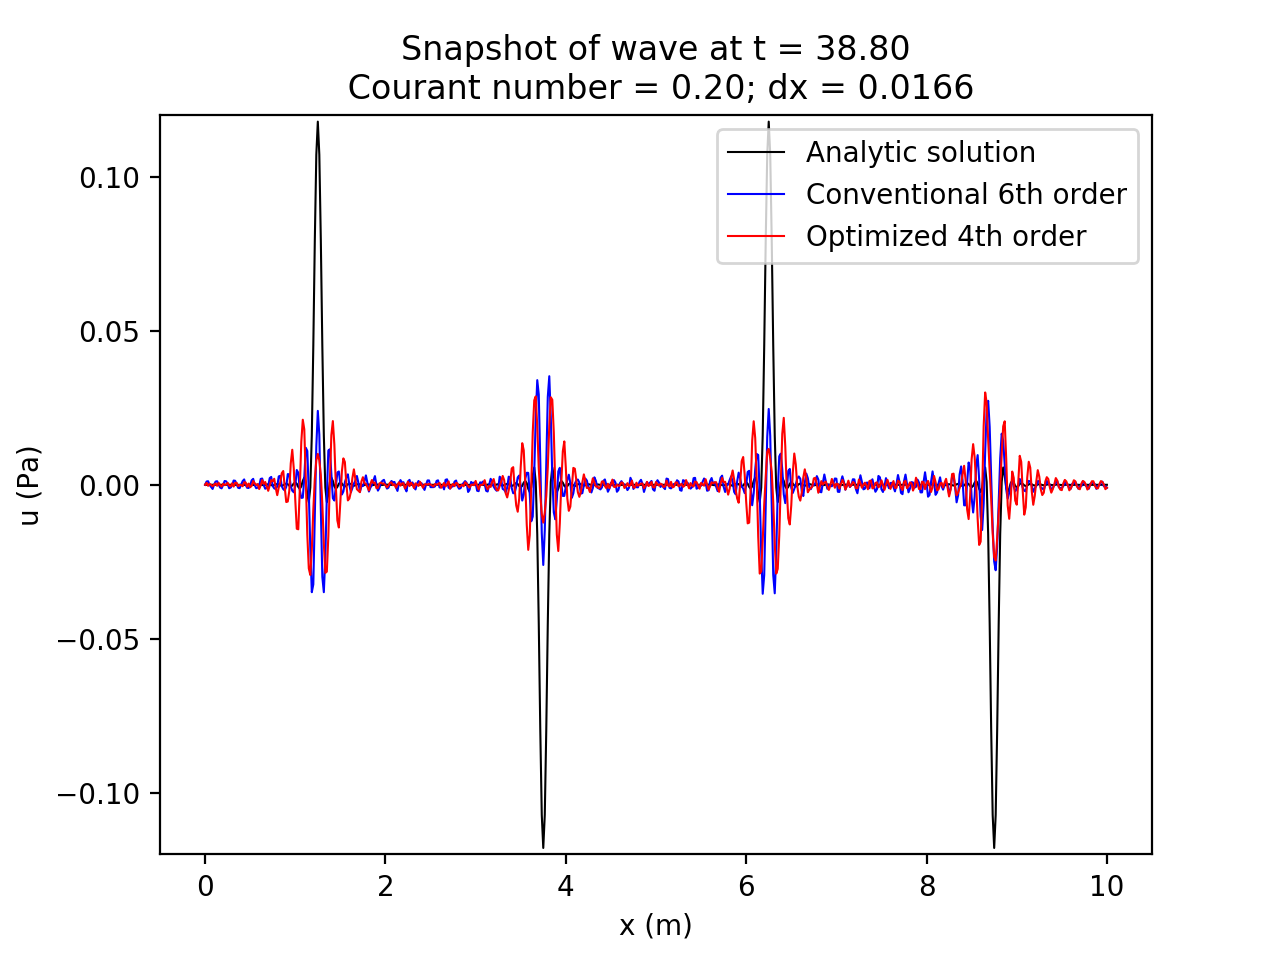 Snapshot of wave at t = 38.80
Courant number = 0.20; dx = 0.0166
Analytic solution
Conventional 6th order
Optimized 4th order
0.10
0.05
0.00
−0.05
−0.10
u (Pa)
0 2 4 6 8 10
x (m)